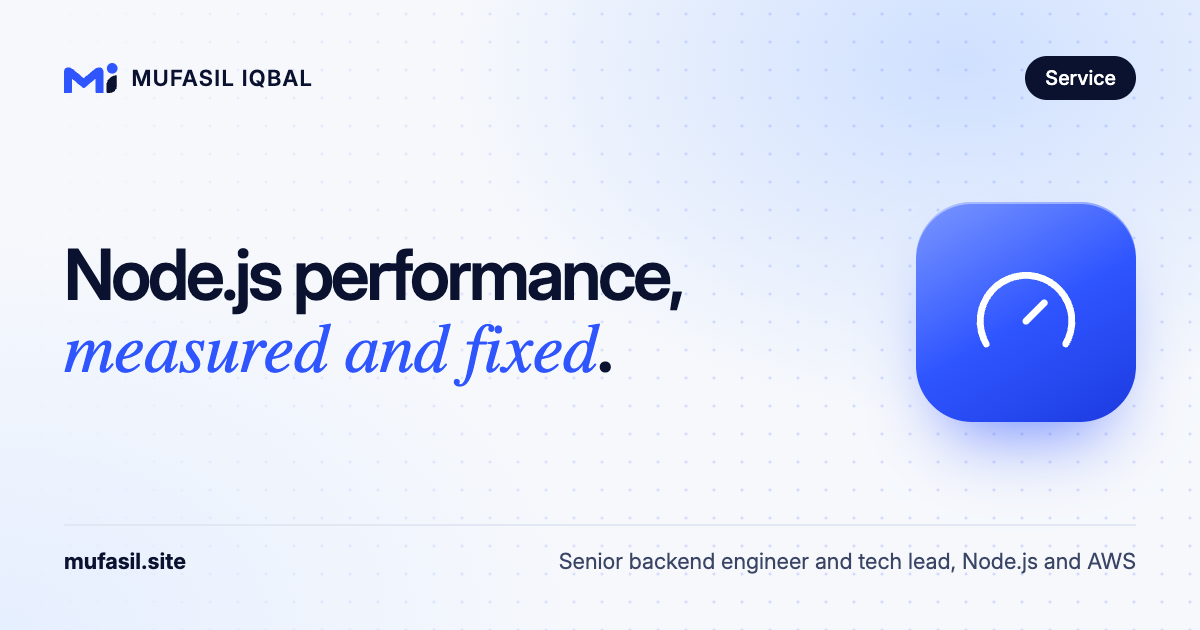 Mi MUFASIL IQBAL
Service
Node.js performance,
measured and fixed.
mufasil.site
Senior backend engineer and tech lead, Node.js and AWS